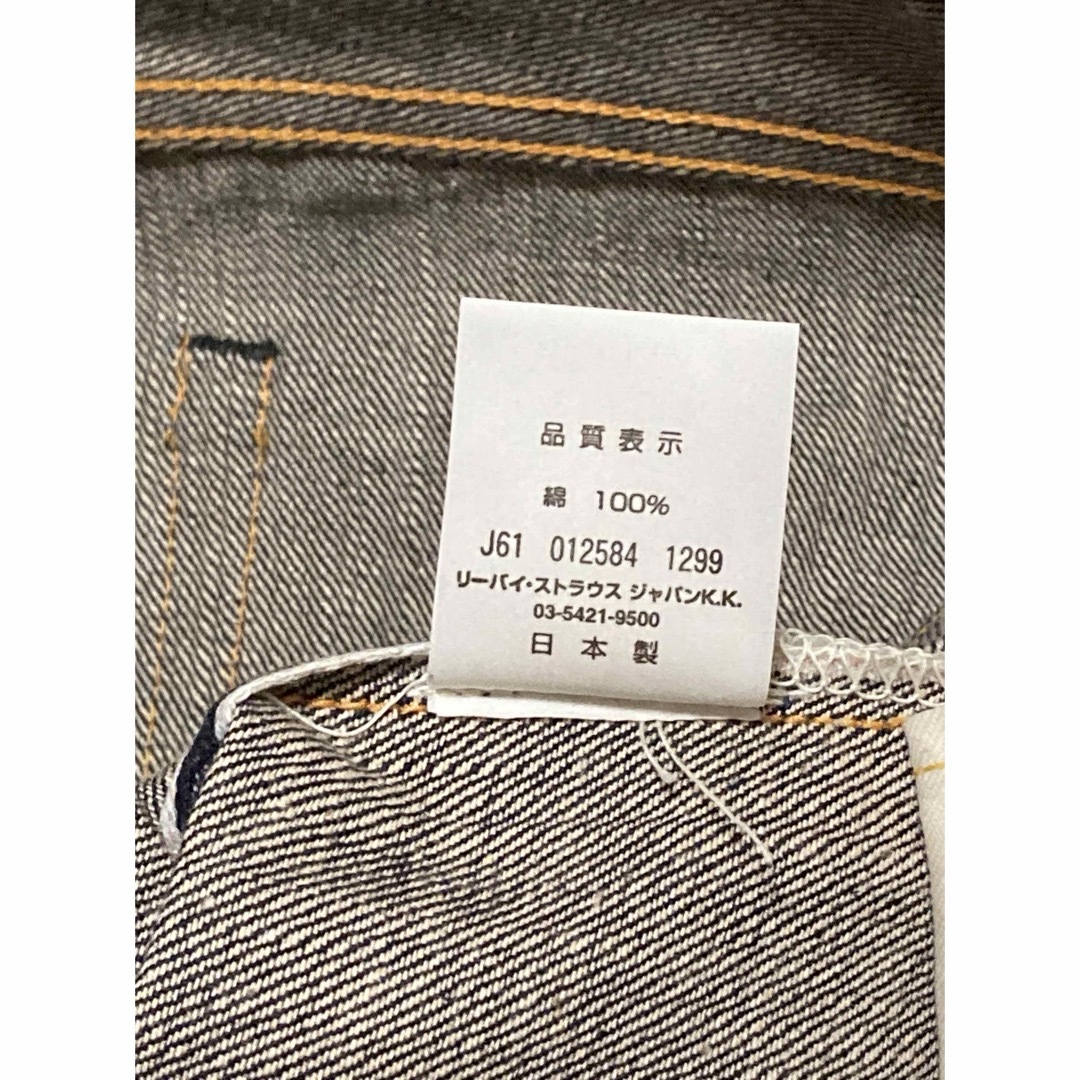 品質表示
綿 100%
J61 012584 1299
リーバイ・ストラウス ジャパンK.K.
03-5421-9500
日本製